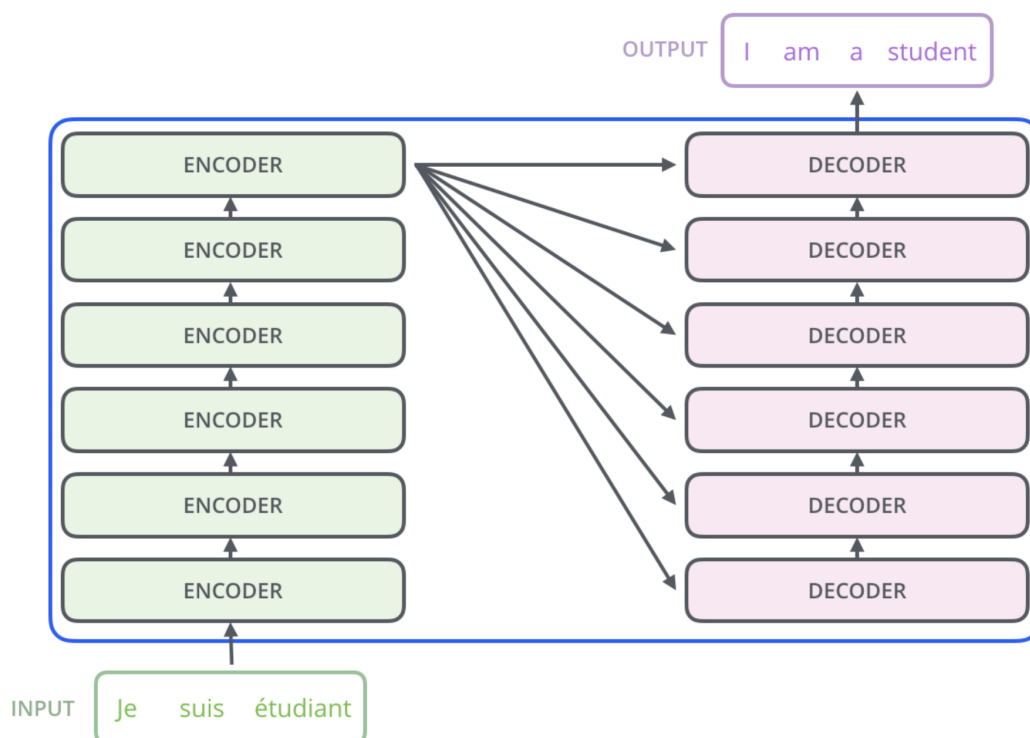 OUTPUT
I am a student
ENCODER
DECODER
ENCODER
DECODER
ENCODER
DECODER
ENCODER
DECODER
ENCODER
DECODER
ENCODER
DECODER
INPUT
Je suis étudiant